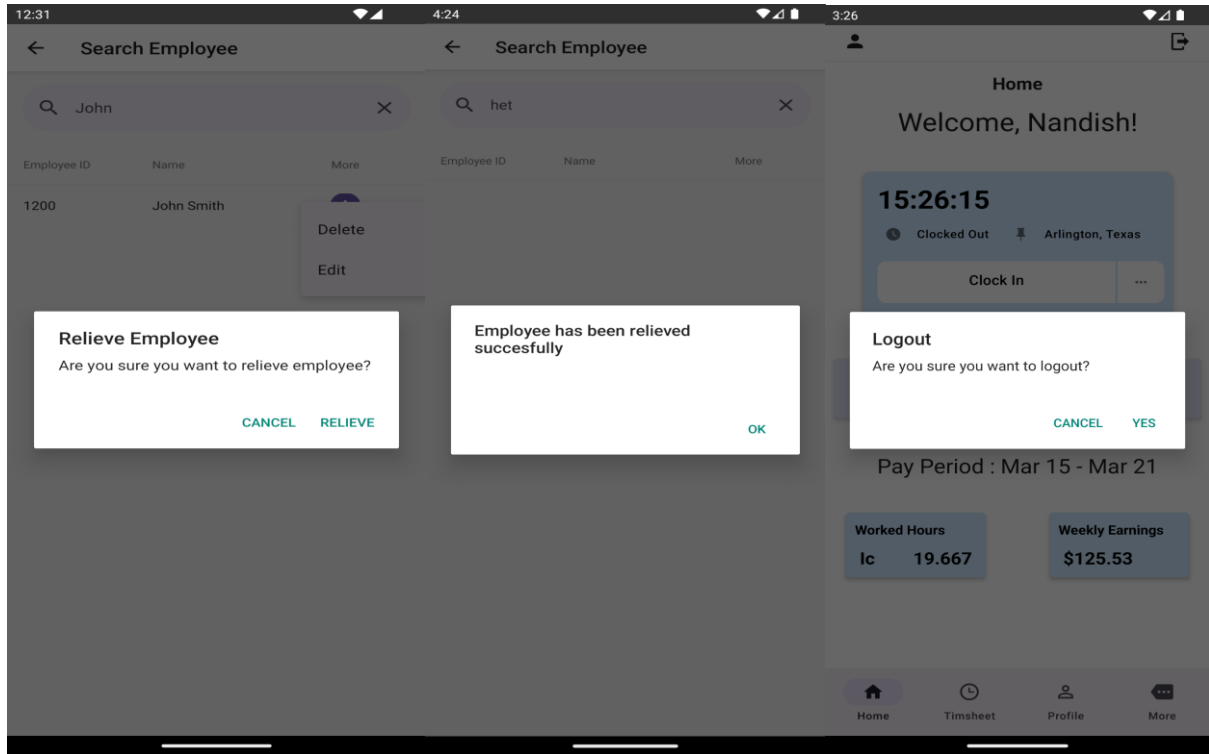 12:31
Search Employee
John
Employee ID Name More
1200 John Smith
Delete
Edit
Relieve Employee
Are you sure you want to relieve employee?
CANCEL RELIEVE
4:24
Search Employee
het
Employee ID Name More
Employee has been relieved
succesfully
OK
3:26
Home
Welcome, Nandish!
15:26:15
Clocked Out Arlington, Texas
Clock In ...
Logout
Are you sure you want to logout?
CANCEL YES
Pay Period : Mar 15 - Mar 21
Worked Hours Weekly Earnings
Ic 19.667 $125.53
Home Timsheet Profile More